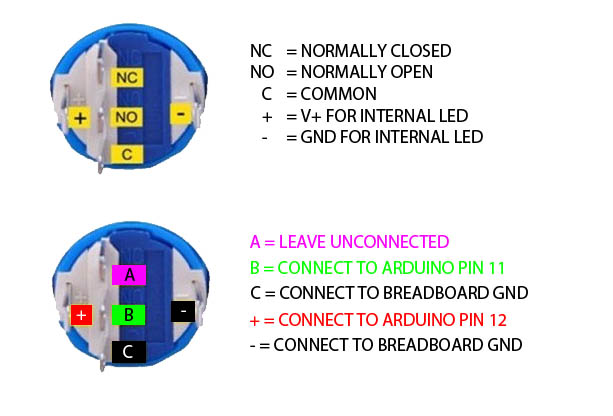 NC
+
NO
-
C
NC = NORMALLY CLOSED
NO = NORMALLY OPEN
C = COMMON
+ = V+ FOR INTERNAL LED
- = GND FOR INTERNAL LED
A
+
B
-
C
A = LEAVE UNCONNECTED
B = CONNECT TO ARDUINO PIN 11
C = CONNECT TO BREADBOARD GND
+ = CONNECT TO ARDUINO PIN 12
- = CONNECT TO BREADBOARD GND